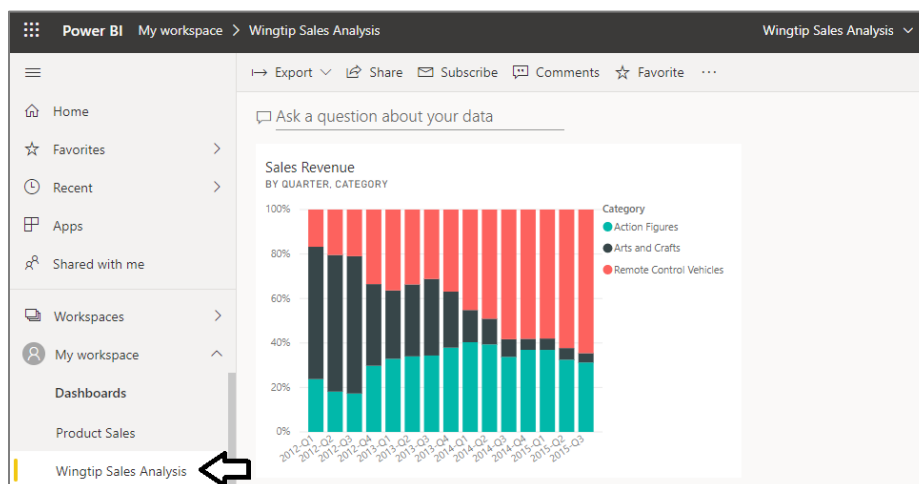 Power BI My workspace > Wingtip Sales Analysis Wingtip Sales Analysis
Export Share Subscribe Comments Favorite ...
Home
Favorites
Recent
Apps
Shared with me
Workspaces
My workspace
Dashboards
Product Sales
Wingtip Sales Analysis
Ask a question about your data
Sales Revenue
BY QUARTER, CATEGORY
100%
80%
60%
40%
20%
0%
2012-Q1 2012-Q2 2012-Q3 2012-Q4 2013-Q1 2013-Q2 2013-Q3 2013-Q4 2014-Q1 2014-Q2 2014-Q3 2014-Q4 2015-Q1 2015-Q2 2015-Q3
Category
Action Figures
Arts and Crafts
Remote Control Vehicles